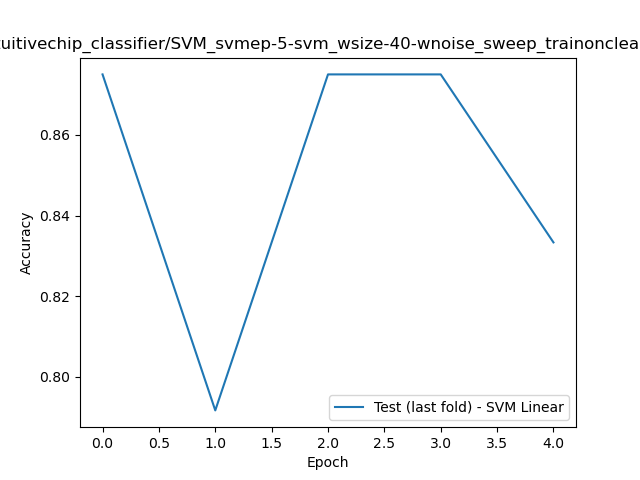 uitivechip_classifier/SVM_svmep-5-svm_wsize-40-wnoise_sweep_trainonclea
0.86
0.84
0.82
0.80
Accuracy
Test (last fold) - SVM Linear
0.0 0.5 1.0 1.5 2.0 2.5 3.0 3.5 4.0
Epoch